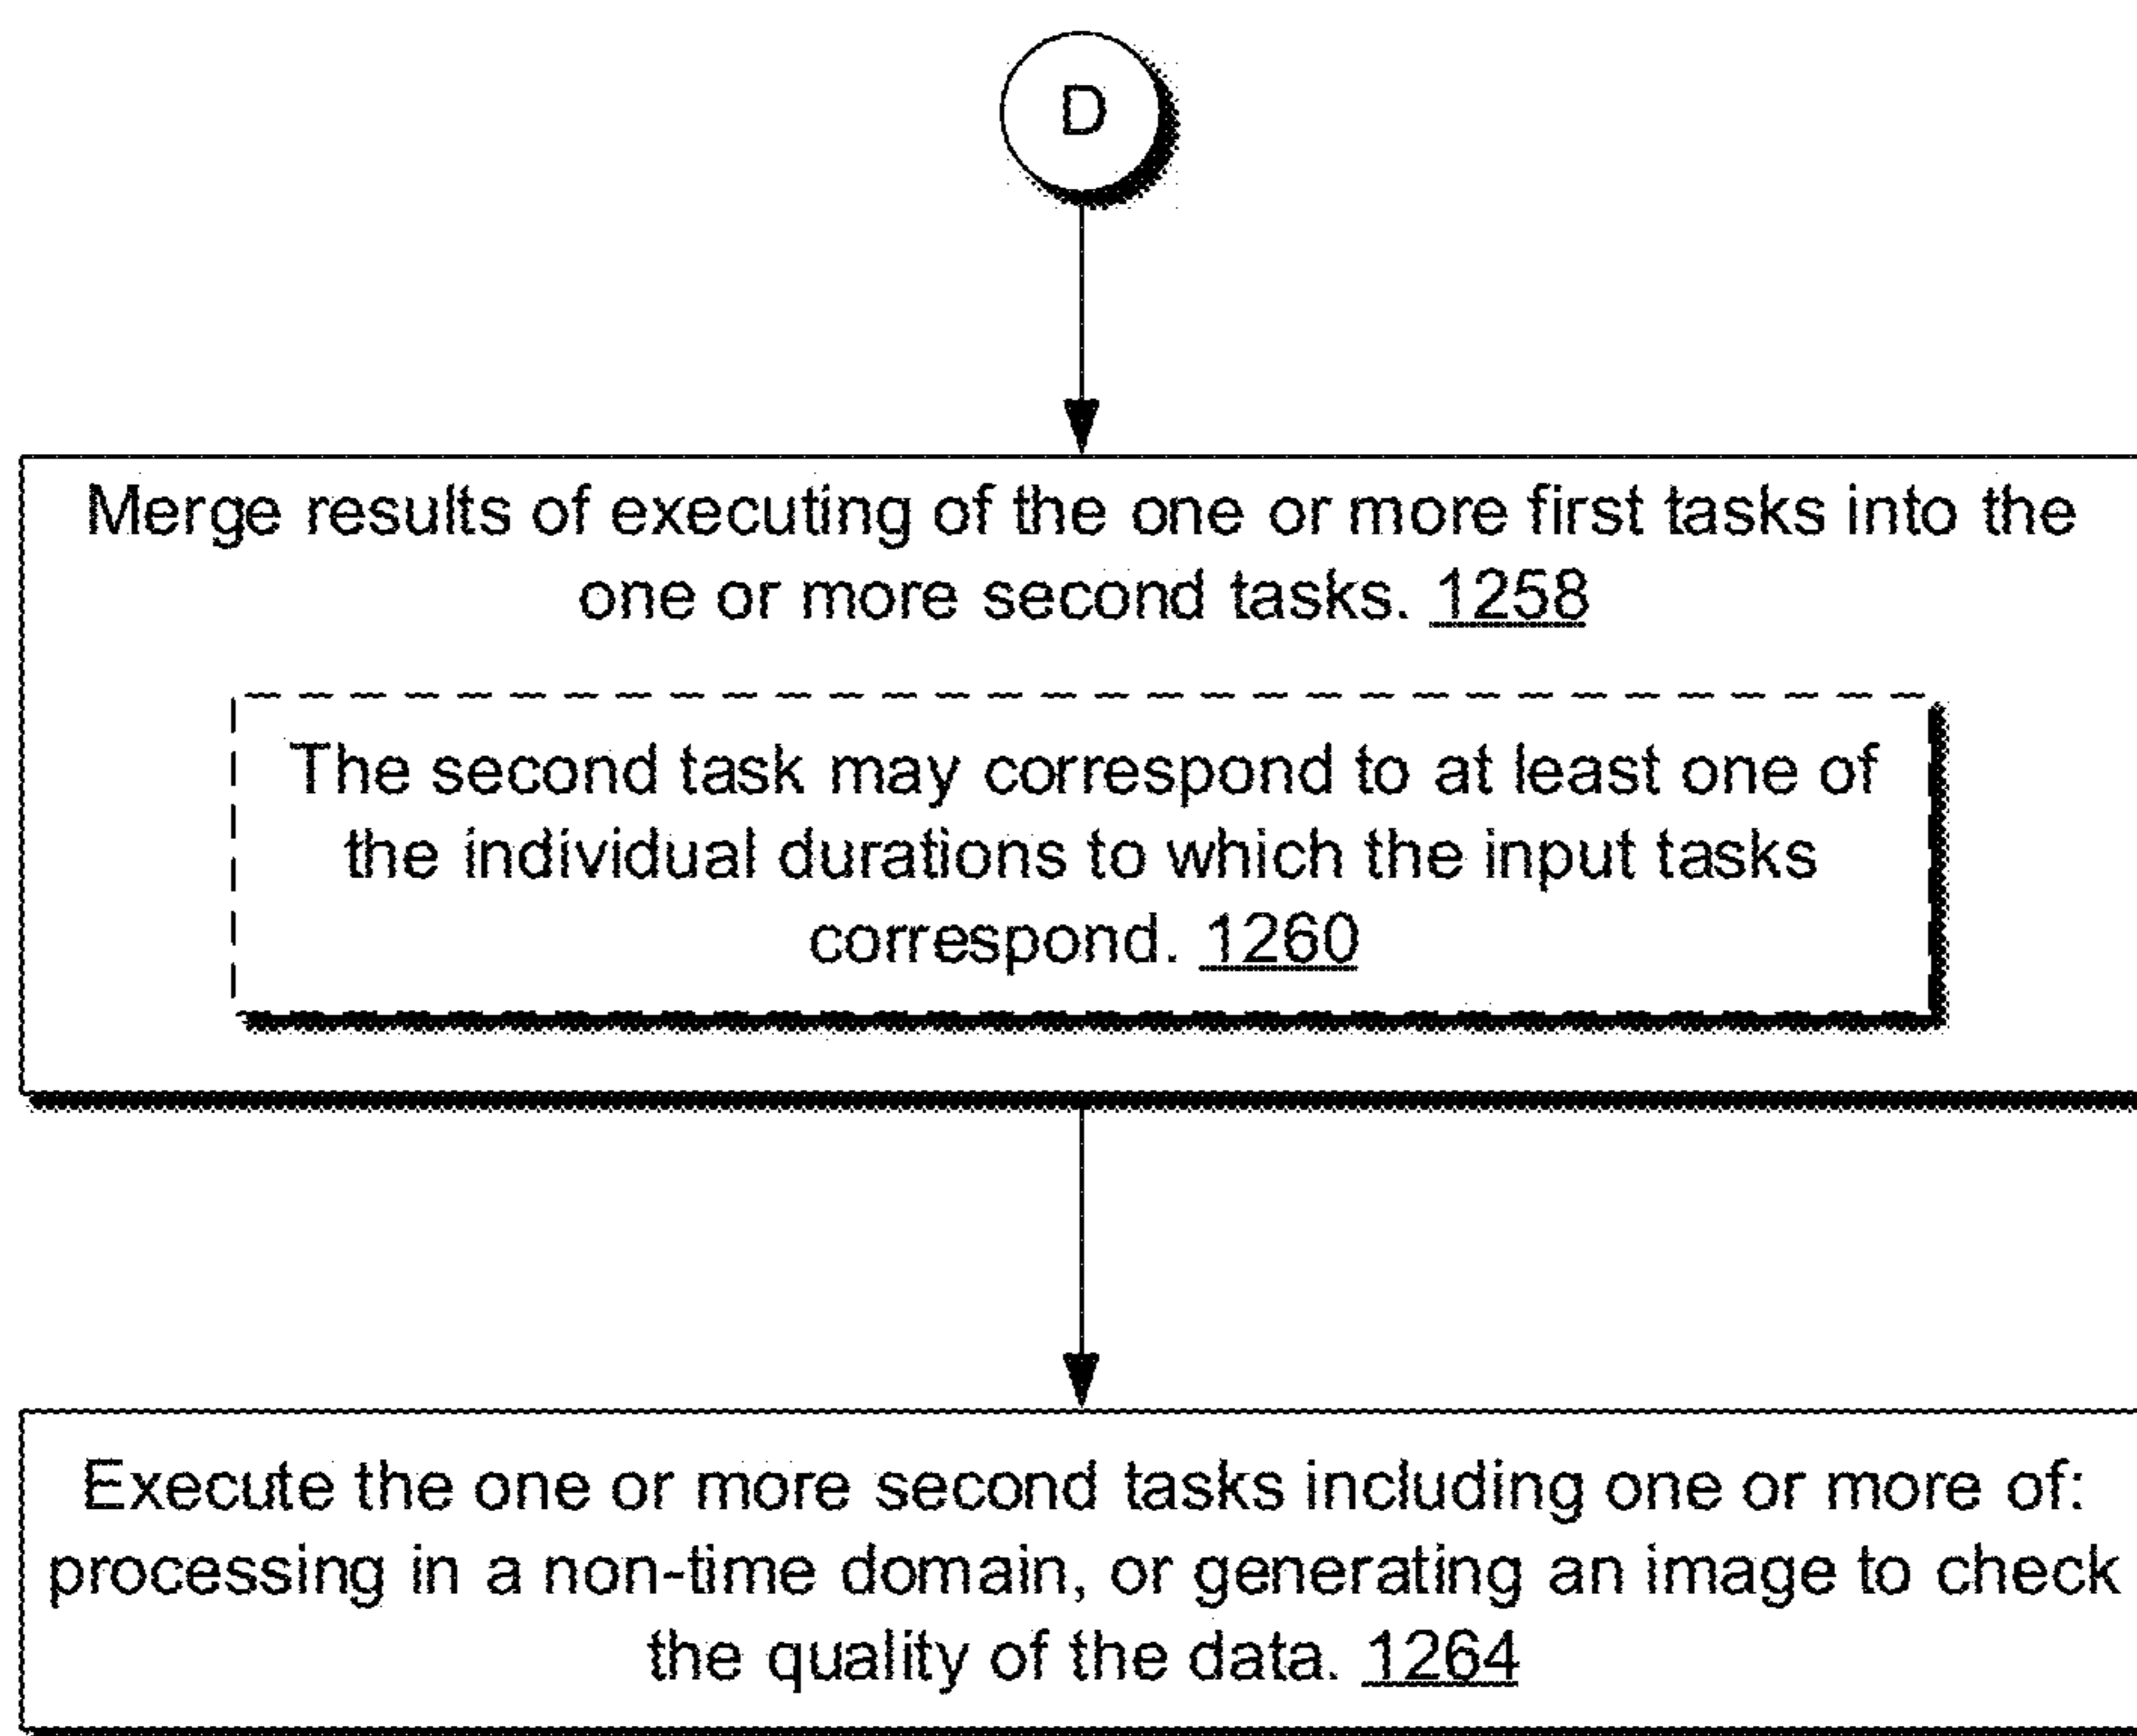 D
Merge results of executing of the one or more first tasks into the
one or more second tasks. 1258
The second task may correspond to at least one of
the individual durations to which the input tasks
correspond. 1260
Execute the one or more second tasks including one or more of:
processing in a non-time domain, or generating an image to check
the quality of the data. 1264